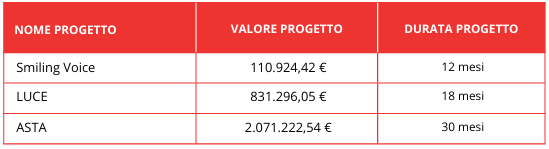 NOME PROGETTO VALORE PROGETTO DURATA PROGETTO
Smiling Voice 110.924,42 € 12 mesi
LUCE 831.296,05 € 18 mesi
ASTA 2.071.222,54 € 30 mesi